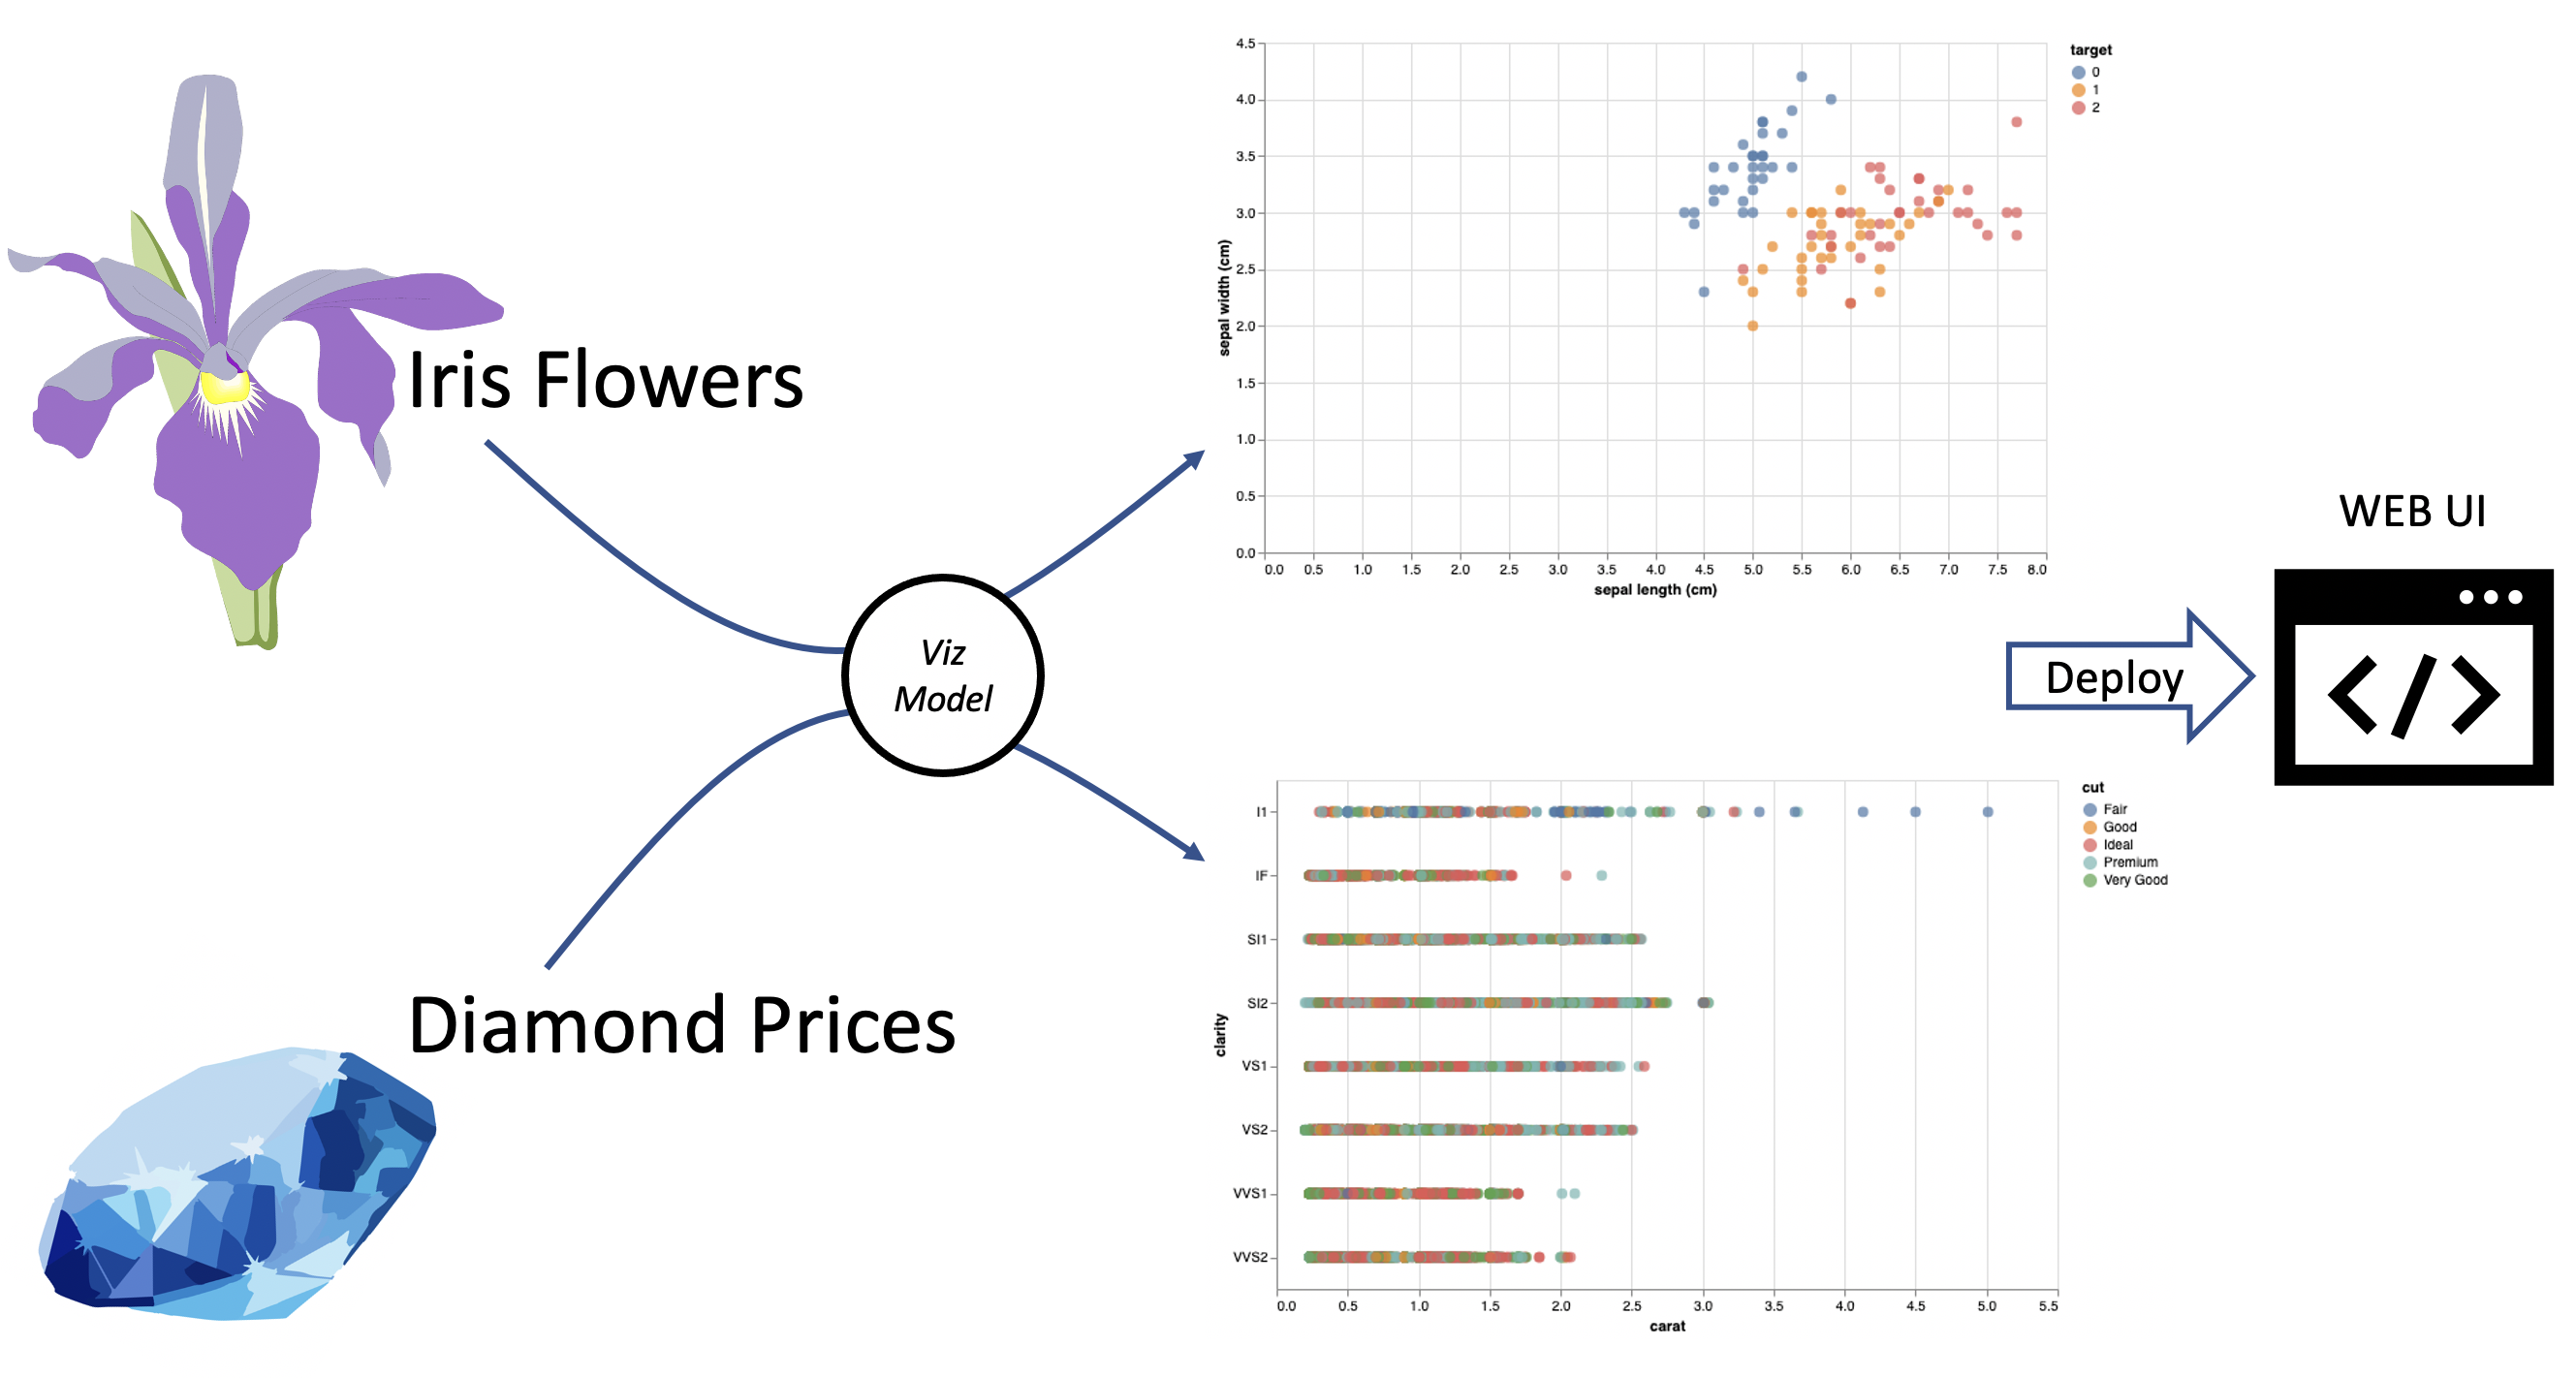 Iris Flowers
Diamond Prices
Viz
Model
4.5
4.0
3.5
3.0
2.5
2.0
1.5
1.0
0.5
0.0
sepal width (cm)
0.0 0.5 1.0 1.5 2.0 2.5 3.0 3.5 4.0 4.5 5.0 5.5 6.0 6.5 7.0 7.5 8.0
sepal length (cm)
target
0
1
2
I1
IF
SI1
SI2
VS1
VS2
VVS1
VVS2
clarity
0.0 0.5 1.0 1.5 2.0 2.5 3.0 3.5 4.0 4.5 5.0 5.5
carat
cut
Fair
Good
Ideal
Premium
Very Good
Deploy
WEB UI
</>